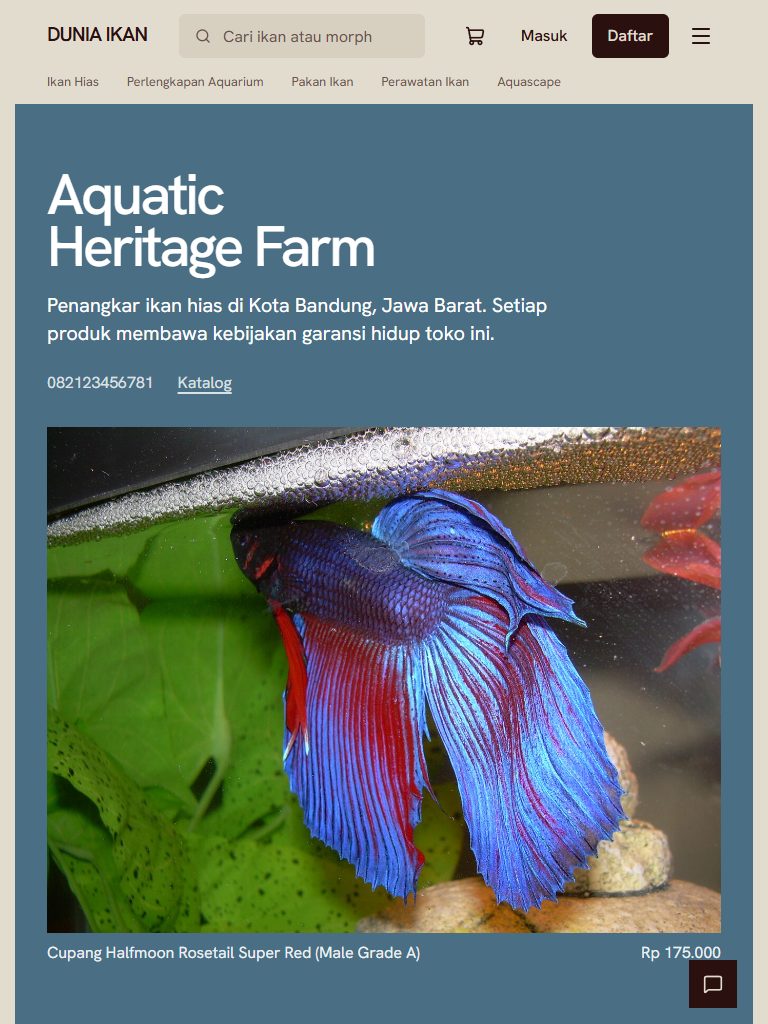 DUNIA IKAN
Cari ikan atau morph
Masuk
Daftar
Ikan Hias
Perlengkapan Aquarium
Pakan Ikan
Perawatan Ikan
Aquascape
Aquatic
Heritage Farm
Penangkar ikan hias di Kota Bandung, Jawa Barat. Setiap
produk membawa kebijakan garansi hidup toko ini.
082123456781
Katalog
Cupang Halfmoon Rosetail Super Red (Male Grade A)
Rp 175.000